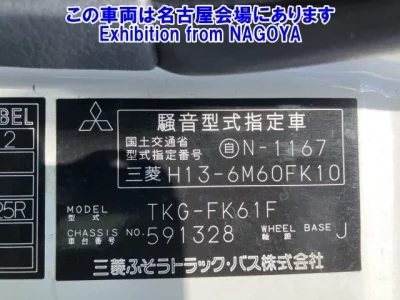 この車両は名古屋会場にあります
Exhibition from NAGOYA
BEL
2
25R
騒音型式指定車
国土交通省
型式指定番号 自 N-1167
三菱 H13-6M60FK10
MODEL
型式 TKG-FK61F
CHASSIS NO. 591328 WHEEL BASE J
車台番号 軸距
三菱ふそうトラック・バス株式会社